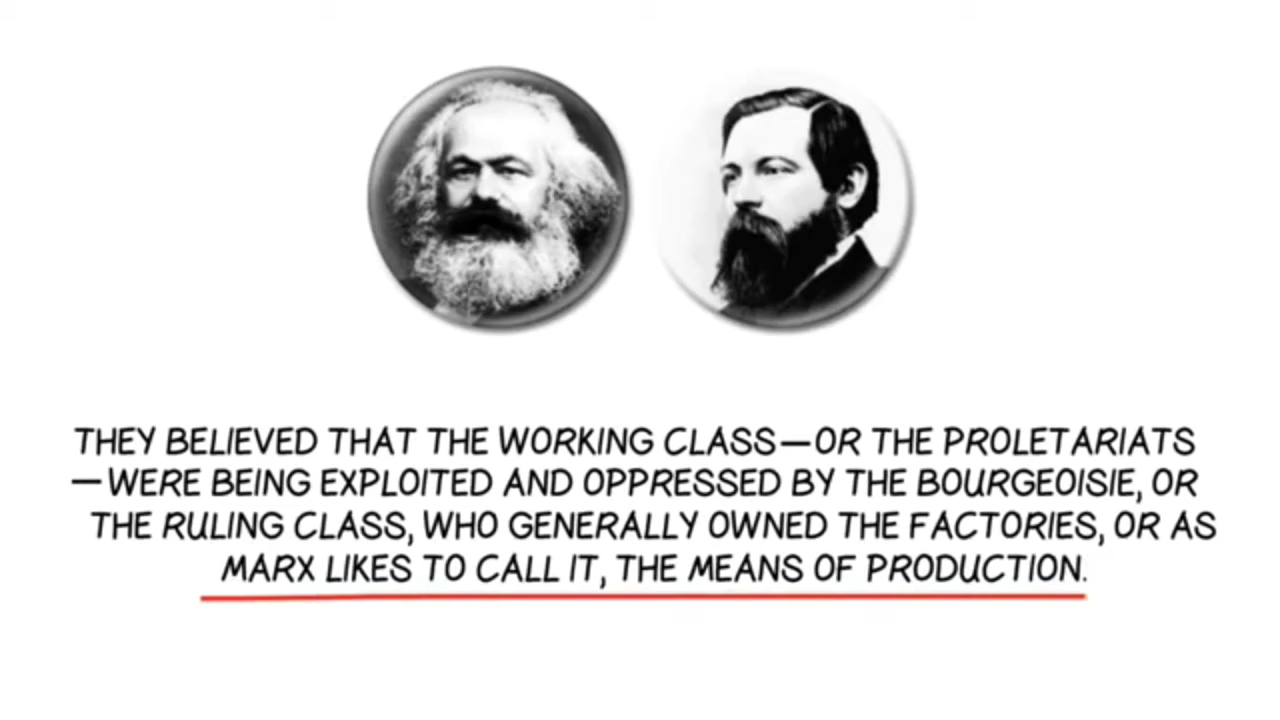 THEY BELIEVED THAT THE WORKING CLASS—OR THE PROLETARIATS
—WERE BEING EXPLOITED AND OPPRESSED BY THE BOURGEOISIE, OR
THE RULING CLASS, WHO GENERALLY OWNED THE FACTORIES, OR AS
MARX LIKES TO CALL IT, THE MEANS OF PRODUCTION.